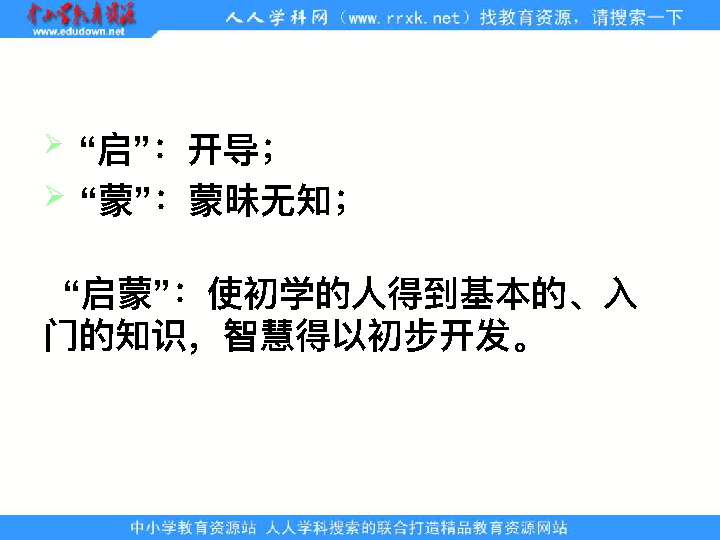 中小学教育资源
www.edudown.net
人人学科网（www.rrxk.net）找教育资源，请搜索一下
“启”：开导；
“蒙”：蒙昧无知；
“启蒙”：使初学的人得到基本的、入
门的知识，智慧得以初步开发。
中小学教育资源站 人人学科搜索的联合打造精品教育资源网站